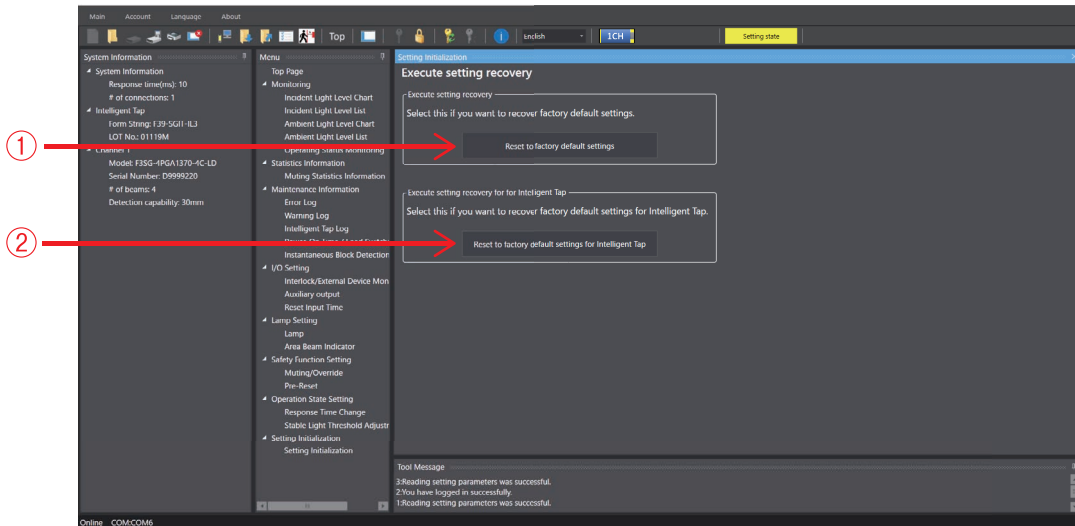 Main Account Language About
Top
English
1CH
Setting state
System Information
System Information
Response time(ms): 10
# of connections: 1
Intelligent Tap
Form String: F39-SGIT-IL3
LOT No.: 01119M
Channel 1
Model: F3SG-4PGA1370-4C-LD
Serial Number: D9999220
# of beams: 4
Detection capability: 30mm
Menu
Top Page
Monitoring
Incident Light Level Chart
Incident Light Level List
Ambient Light Level Chart
Ambient Light Level List
Operating Status Monitoring
Statistics Information
Muting Statistics Information
Maintenance Information
Error Log
Warning Log
Intelligent Tap Log
Power-On Time / Load Switch
Instantaneous Block Detection
I/O Setting
Interlock/External Device Mon
Auxiliary output
Reset Input Time
Lamp Setting
Lamp
Area Beam Indicator
Safety Function Setting
Muting/Override
Pre-Reset
Operation State Setting
Response Time Change
Stable Light Threshold Adjustr
Setting Initialization
Setting Initialization
Setting Initialization
Execute setting recovery
Execute setting recovery
Select this if you want to recover factory default settings.
1
Reset to factory default settings
Execute setting recovery for for Intelligent Tap
Select this if you want to recover factory default settings for Intelligent Tap.
2
Reset to factory default settings for Intelligent Tap
Tool Message
3:Reading setting parameters was successful.
2:You have logged in successfully.
1:Reading setting parameters was successful.
Online COM:COM6